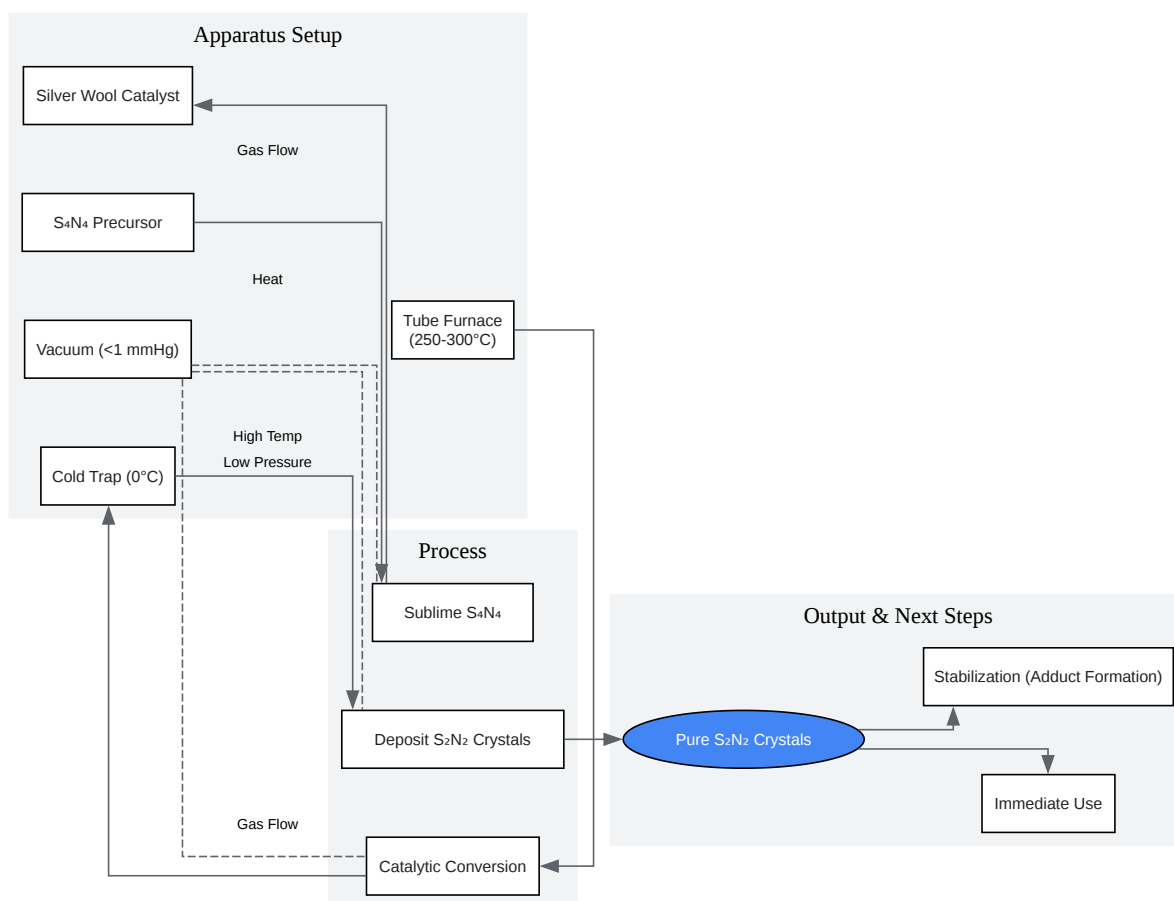 Apparatus Setup
Silver Wool Catalyst
Gas Flow
S₄N₄ Precursor
Heat
Tube Furnace
(250-300°C)
Vacuum (<1 mmHg)
High Temp
Low Pressure
Cold Trap (0°C)
Process
Sublime S₄N₄
Deposit S₂N₂ Crystals
Gas Flow
Catalytic Conversion
Output & Next Steps
Stabilization (Adduct Formation)
Pure S₂N₂ Crystals
Immediate Use